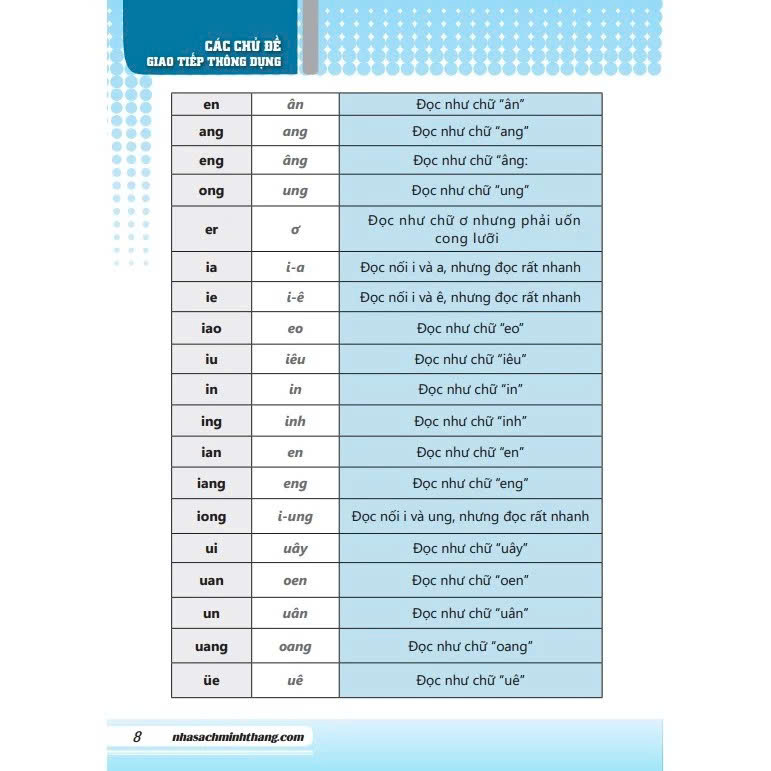 CÁC CHỦ ĐỀ
GIAO TIẾP THÔNG DỤNG
en ân Đọc như chữ “ân”
ang ang Đọc như chữ “ang”
eng âng Đọc như chữ “âng:
ong ung Đọc như chữ “ung”
er ơ Đọc như chữ ơ nhưng phải uốn
cong lưỡi
ia i-a Đọc nối i và a, nhưng đọc rất nhanh
ie i-ê Đọc nối i và ê, nhưng đọc rất nhanh
iao eo Đọc như chữ “eo”
iu iêu Đọc như chữ “iêu”
in in Đọc như chữ “in”
ing inh Đọc như chữ “inh”
ian en Đọc như chữ “en”
iang eng Đọc như chữ “eng”
iong i-ung Đọc nối i và ung, nhưng đọc rất nhanh
ui uây Đọc như chữ “uây”
uan oen Đọc như chữ “oen”
un uân Đọc như chữ “uân”
uang oang Đọc như chữ “oang”
üe uê Đọc như chữ “uê”
8 nhasachminhthang.com